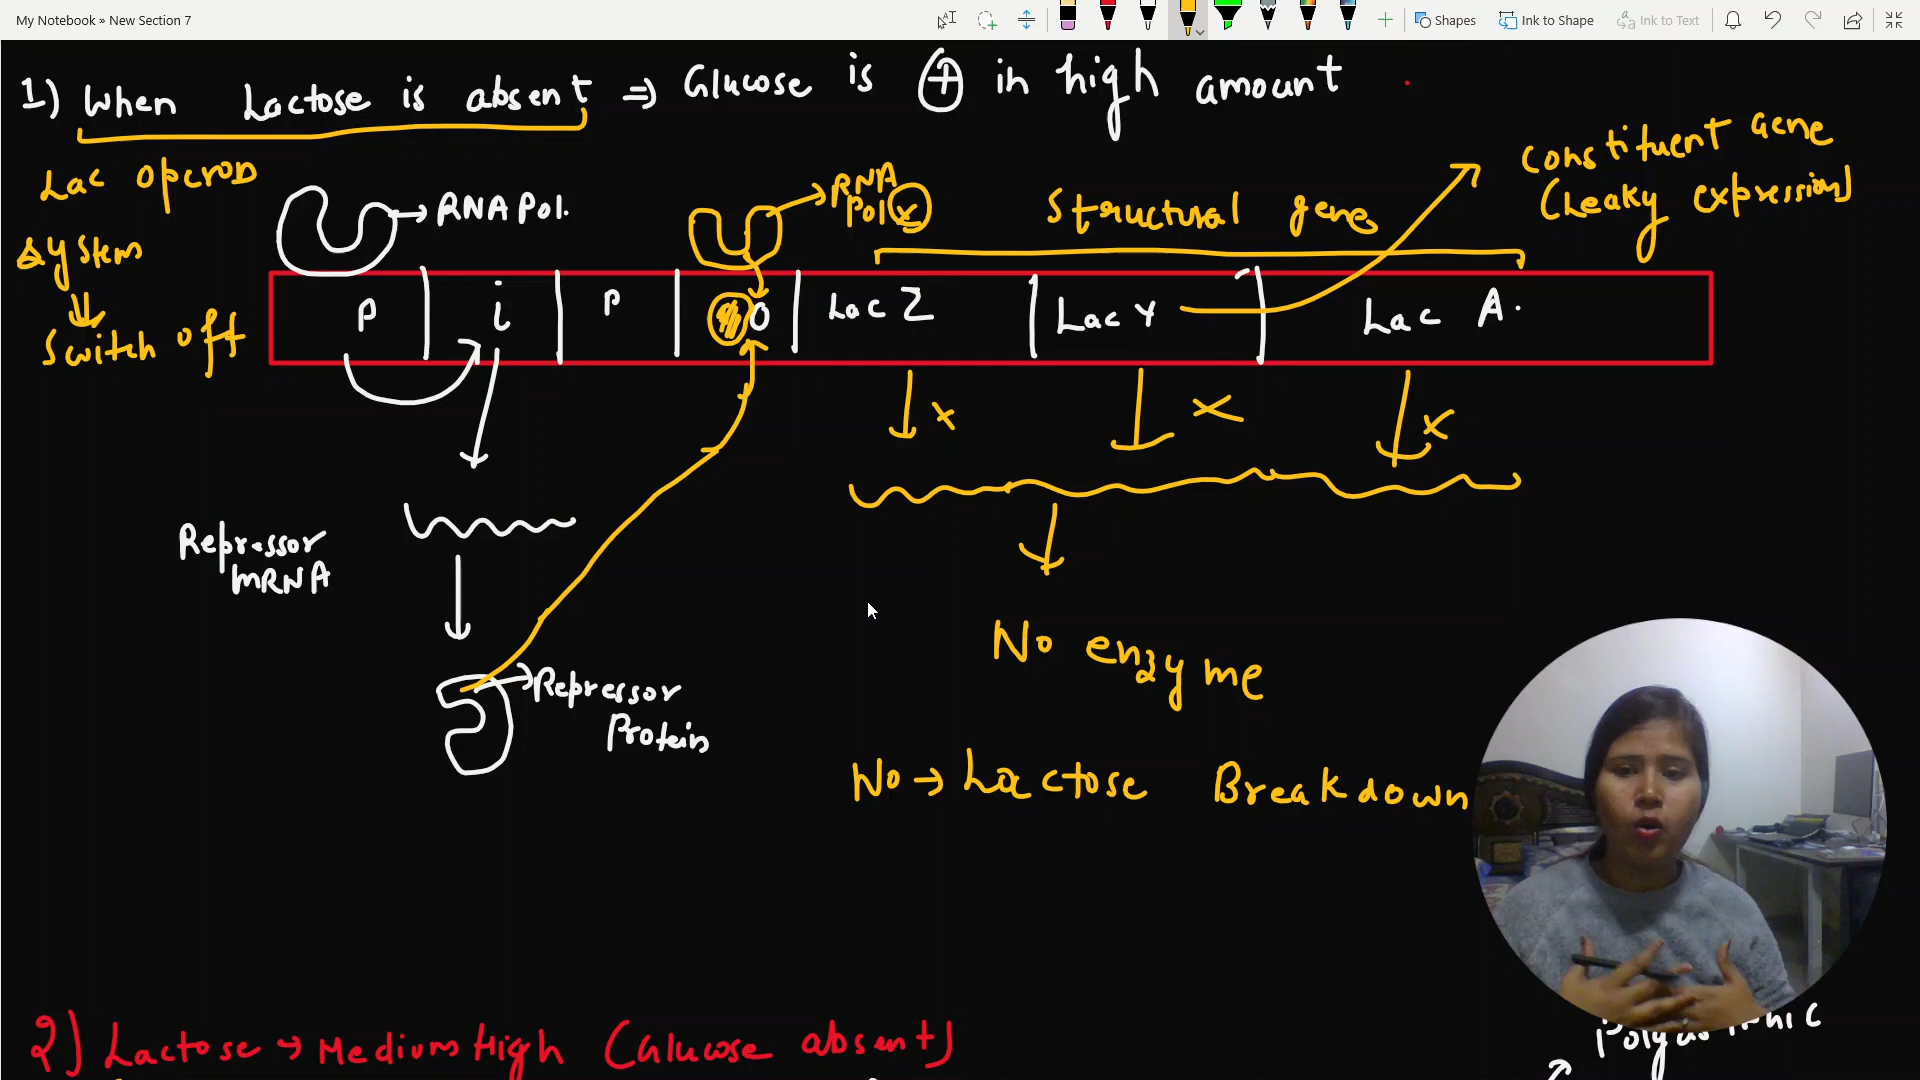 My Notebook » New Section 7
Shapes
Ink to Shape
Ink to Text
1) When Lactose is absent ⇒ Glucose is ⊕ in high amount
Lac operon
System
⇓
Switch off
→ RNA Pol.
→ RNA
Pol x
Structural genes
Constituent gene
(Leaky expression)
P
i
P
O
Lac Z
Lac Y
Lac A.
x
x
x
Repressor
mRNA
Repressor
Protein
No enzyme
No → Lactose Breakdown
2) Lactose → Medium High (Glucose absent)